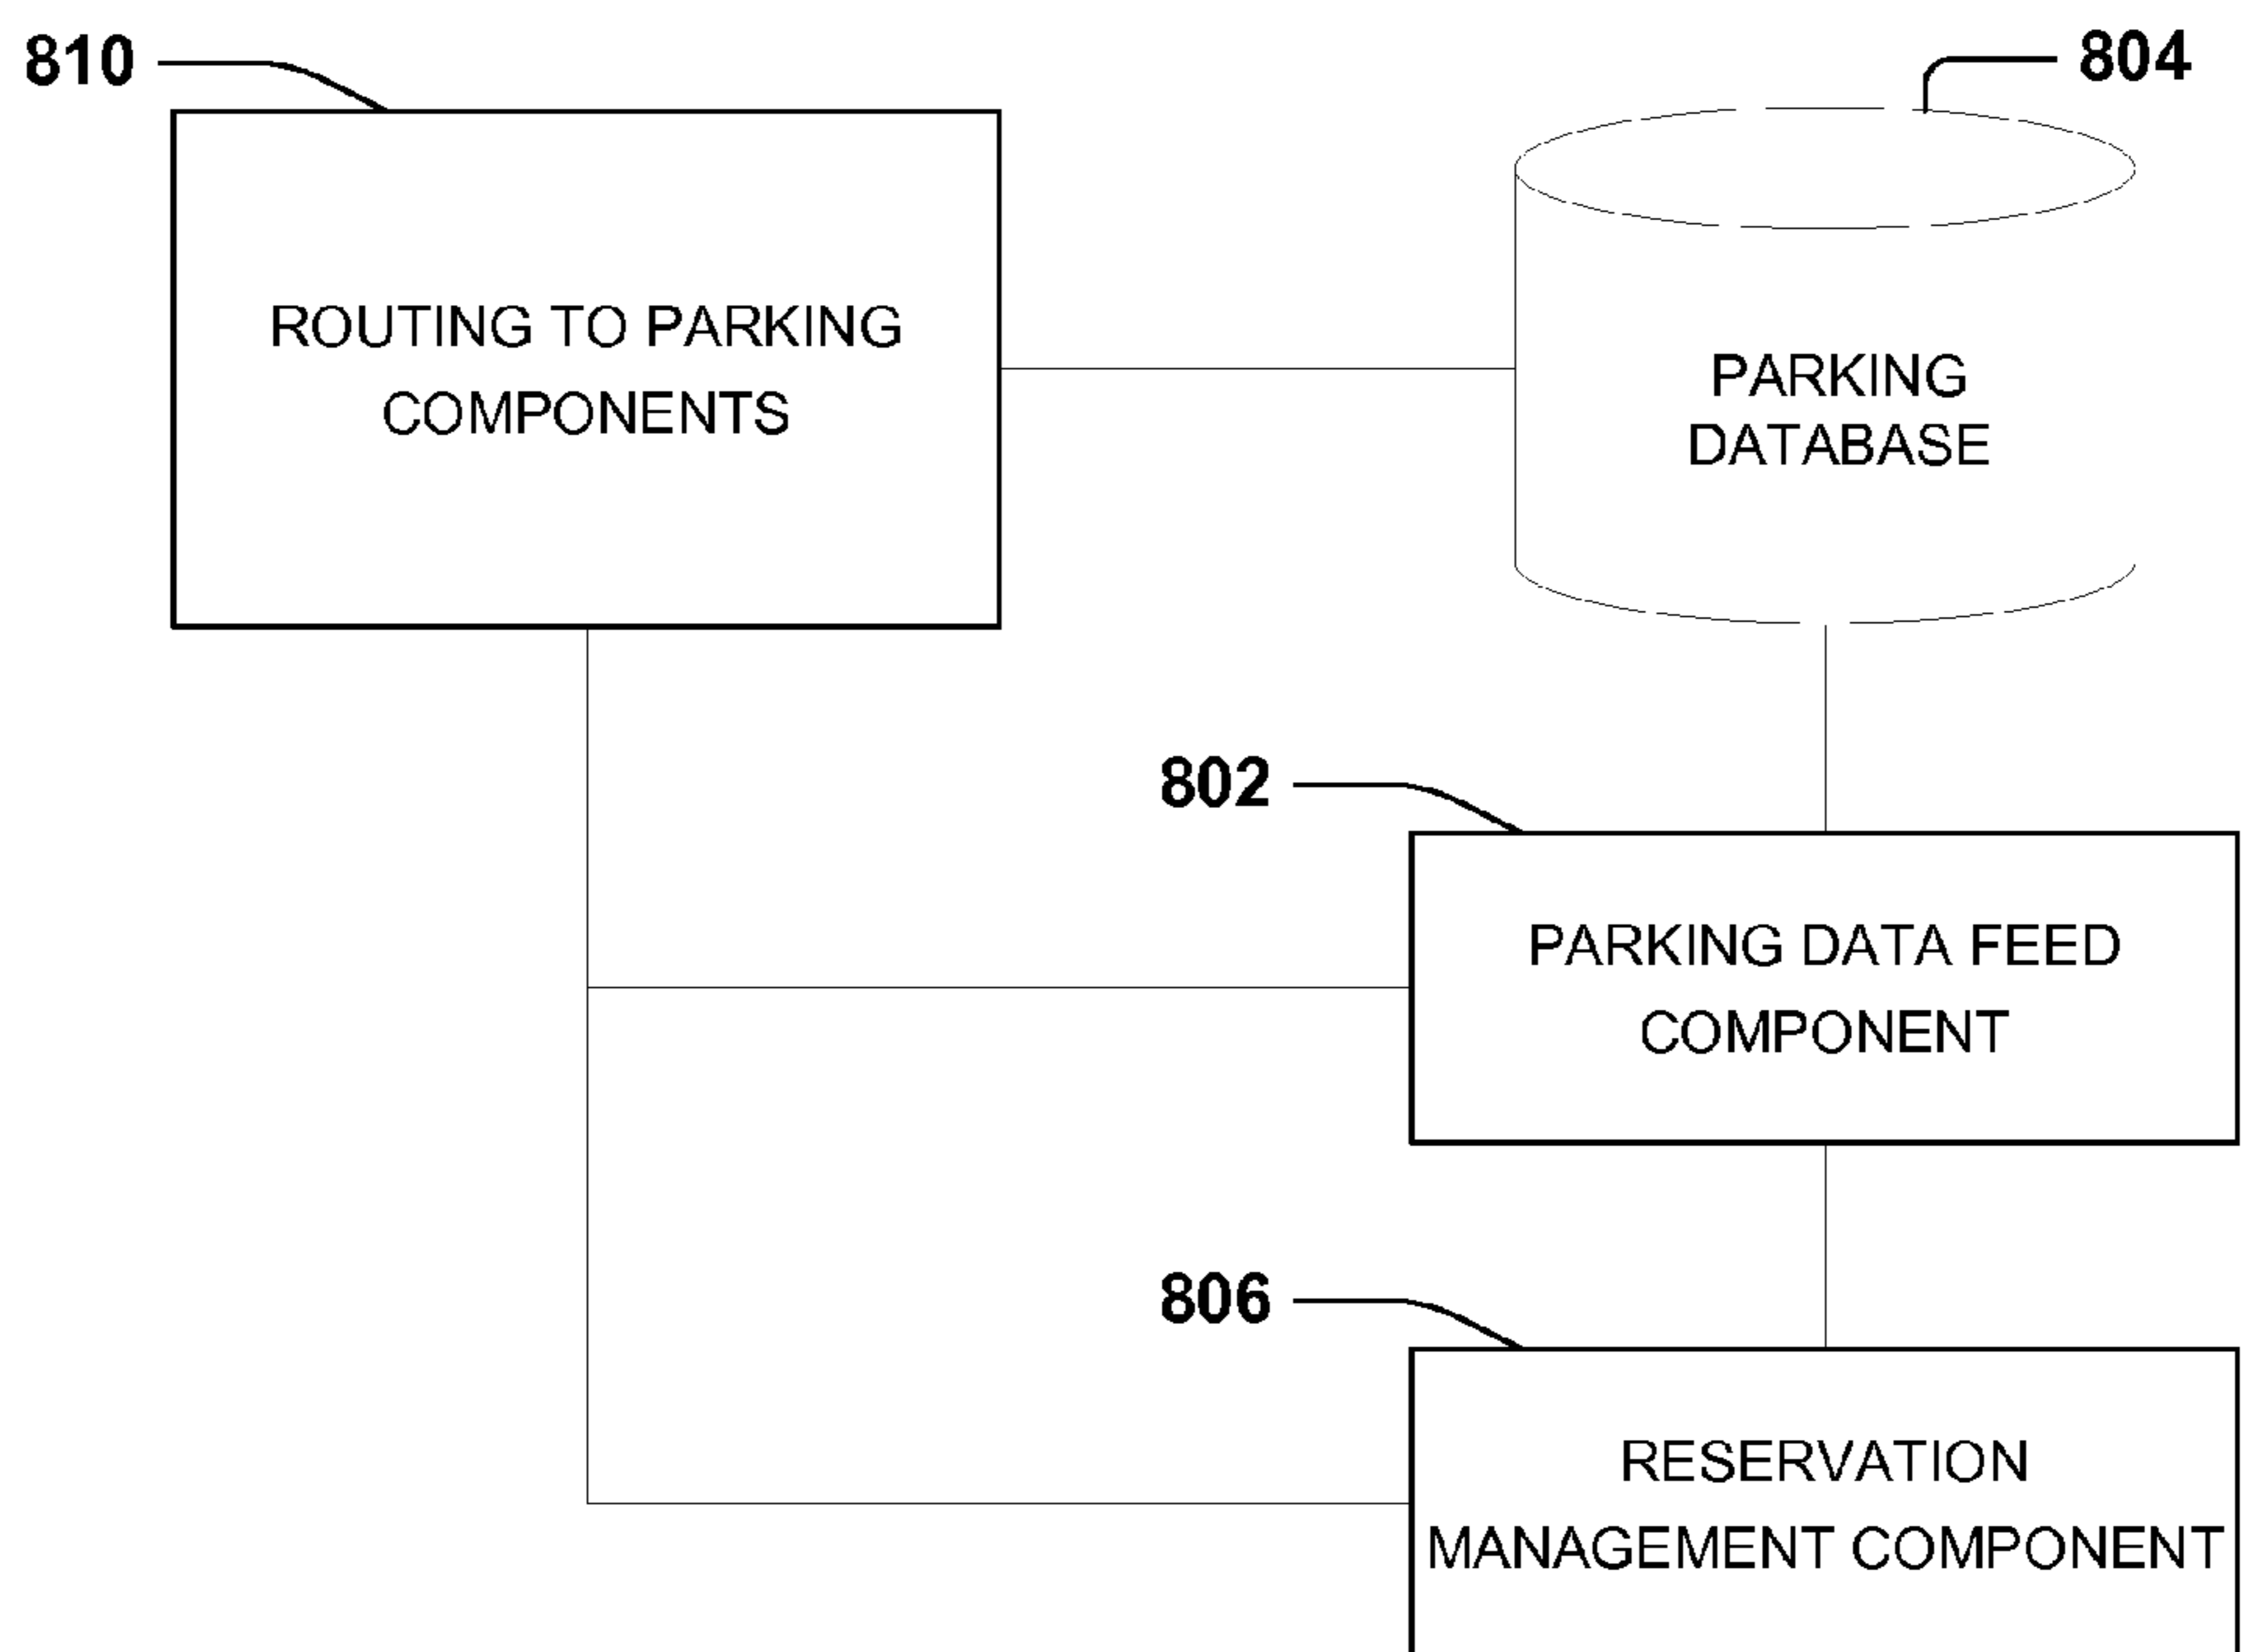 810
804
ROUTING TO PARKING
COMPONENTS
PARKING
DATABASE
802
PARKING DATA FEED
COMPONENT
806
RESERVATION
MANAGEMENT COMPONENT